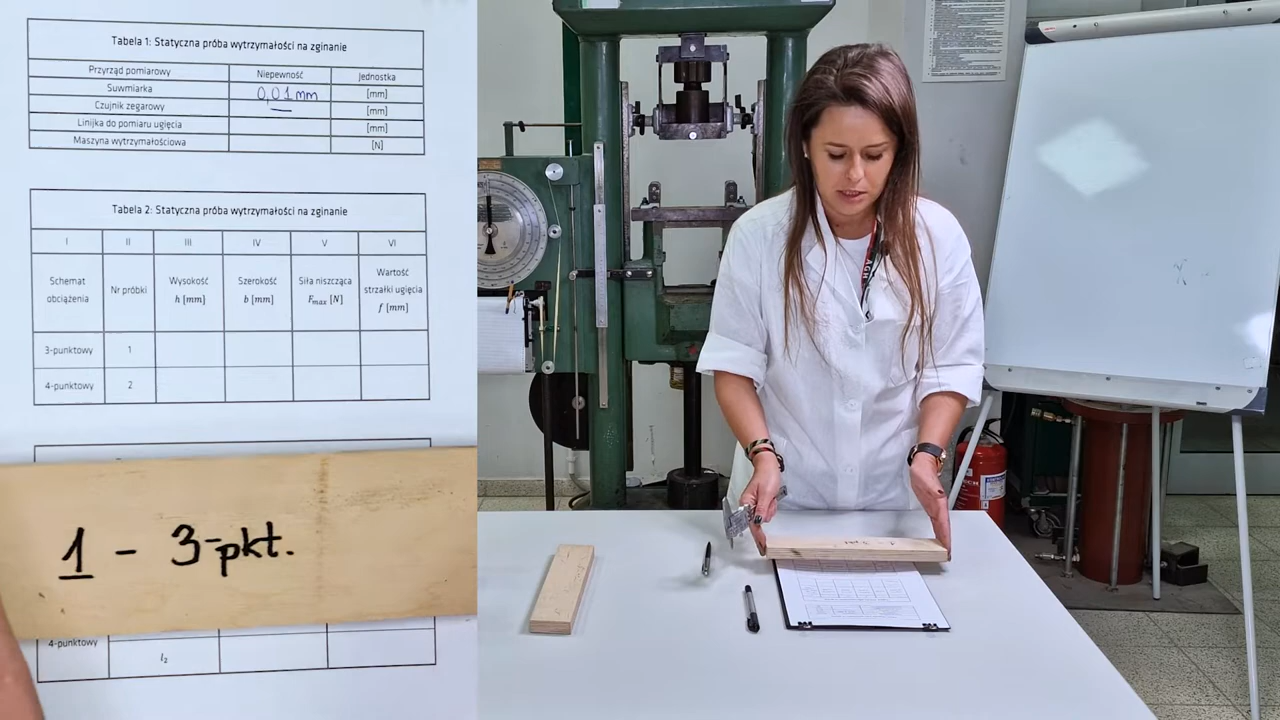 Tabela 1: Statyczna próba wytrzymałości na zginanie
Przyrząd pomiarowy Niepewność Jednostka
Suwmiarka 0,01 mm [mm]
Czujnik zegarowy [mm]
Linijka do pomiaru ugięcia [mm]
Maszyna wytrzymałościowa [N]
Tabela 2: Statyczna próba wytrzymałości na zginanie
I II III IV V VI
Schemat obciążenia Nr próbki Wysokość h [mm] Szerokość b [mm] Siła niszcząca Fmax [N] Wartość strzałki ugięcia f [mm]
3-punktowy 1
4-punktowy 2
1 - 3-pkt.
4-punktowy l₂
AGH